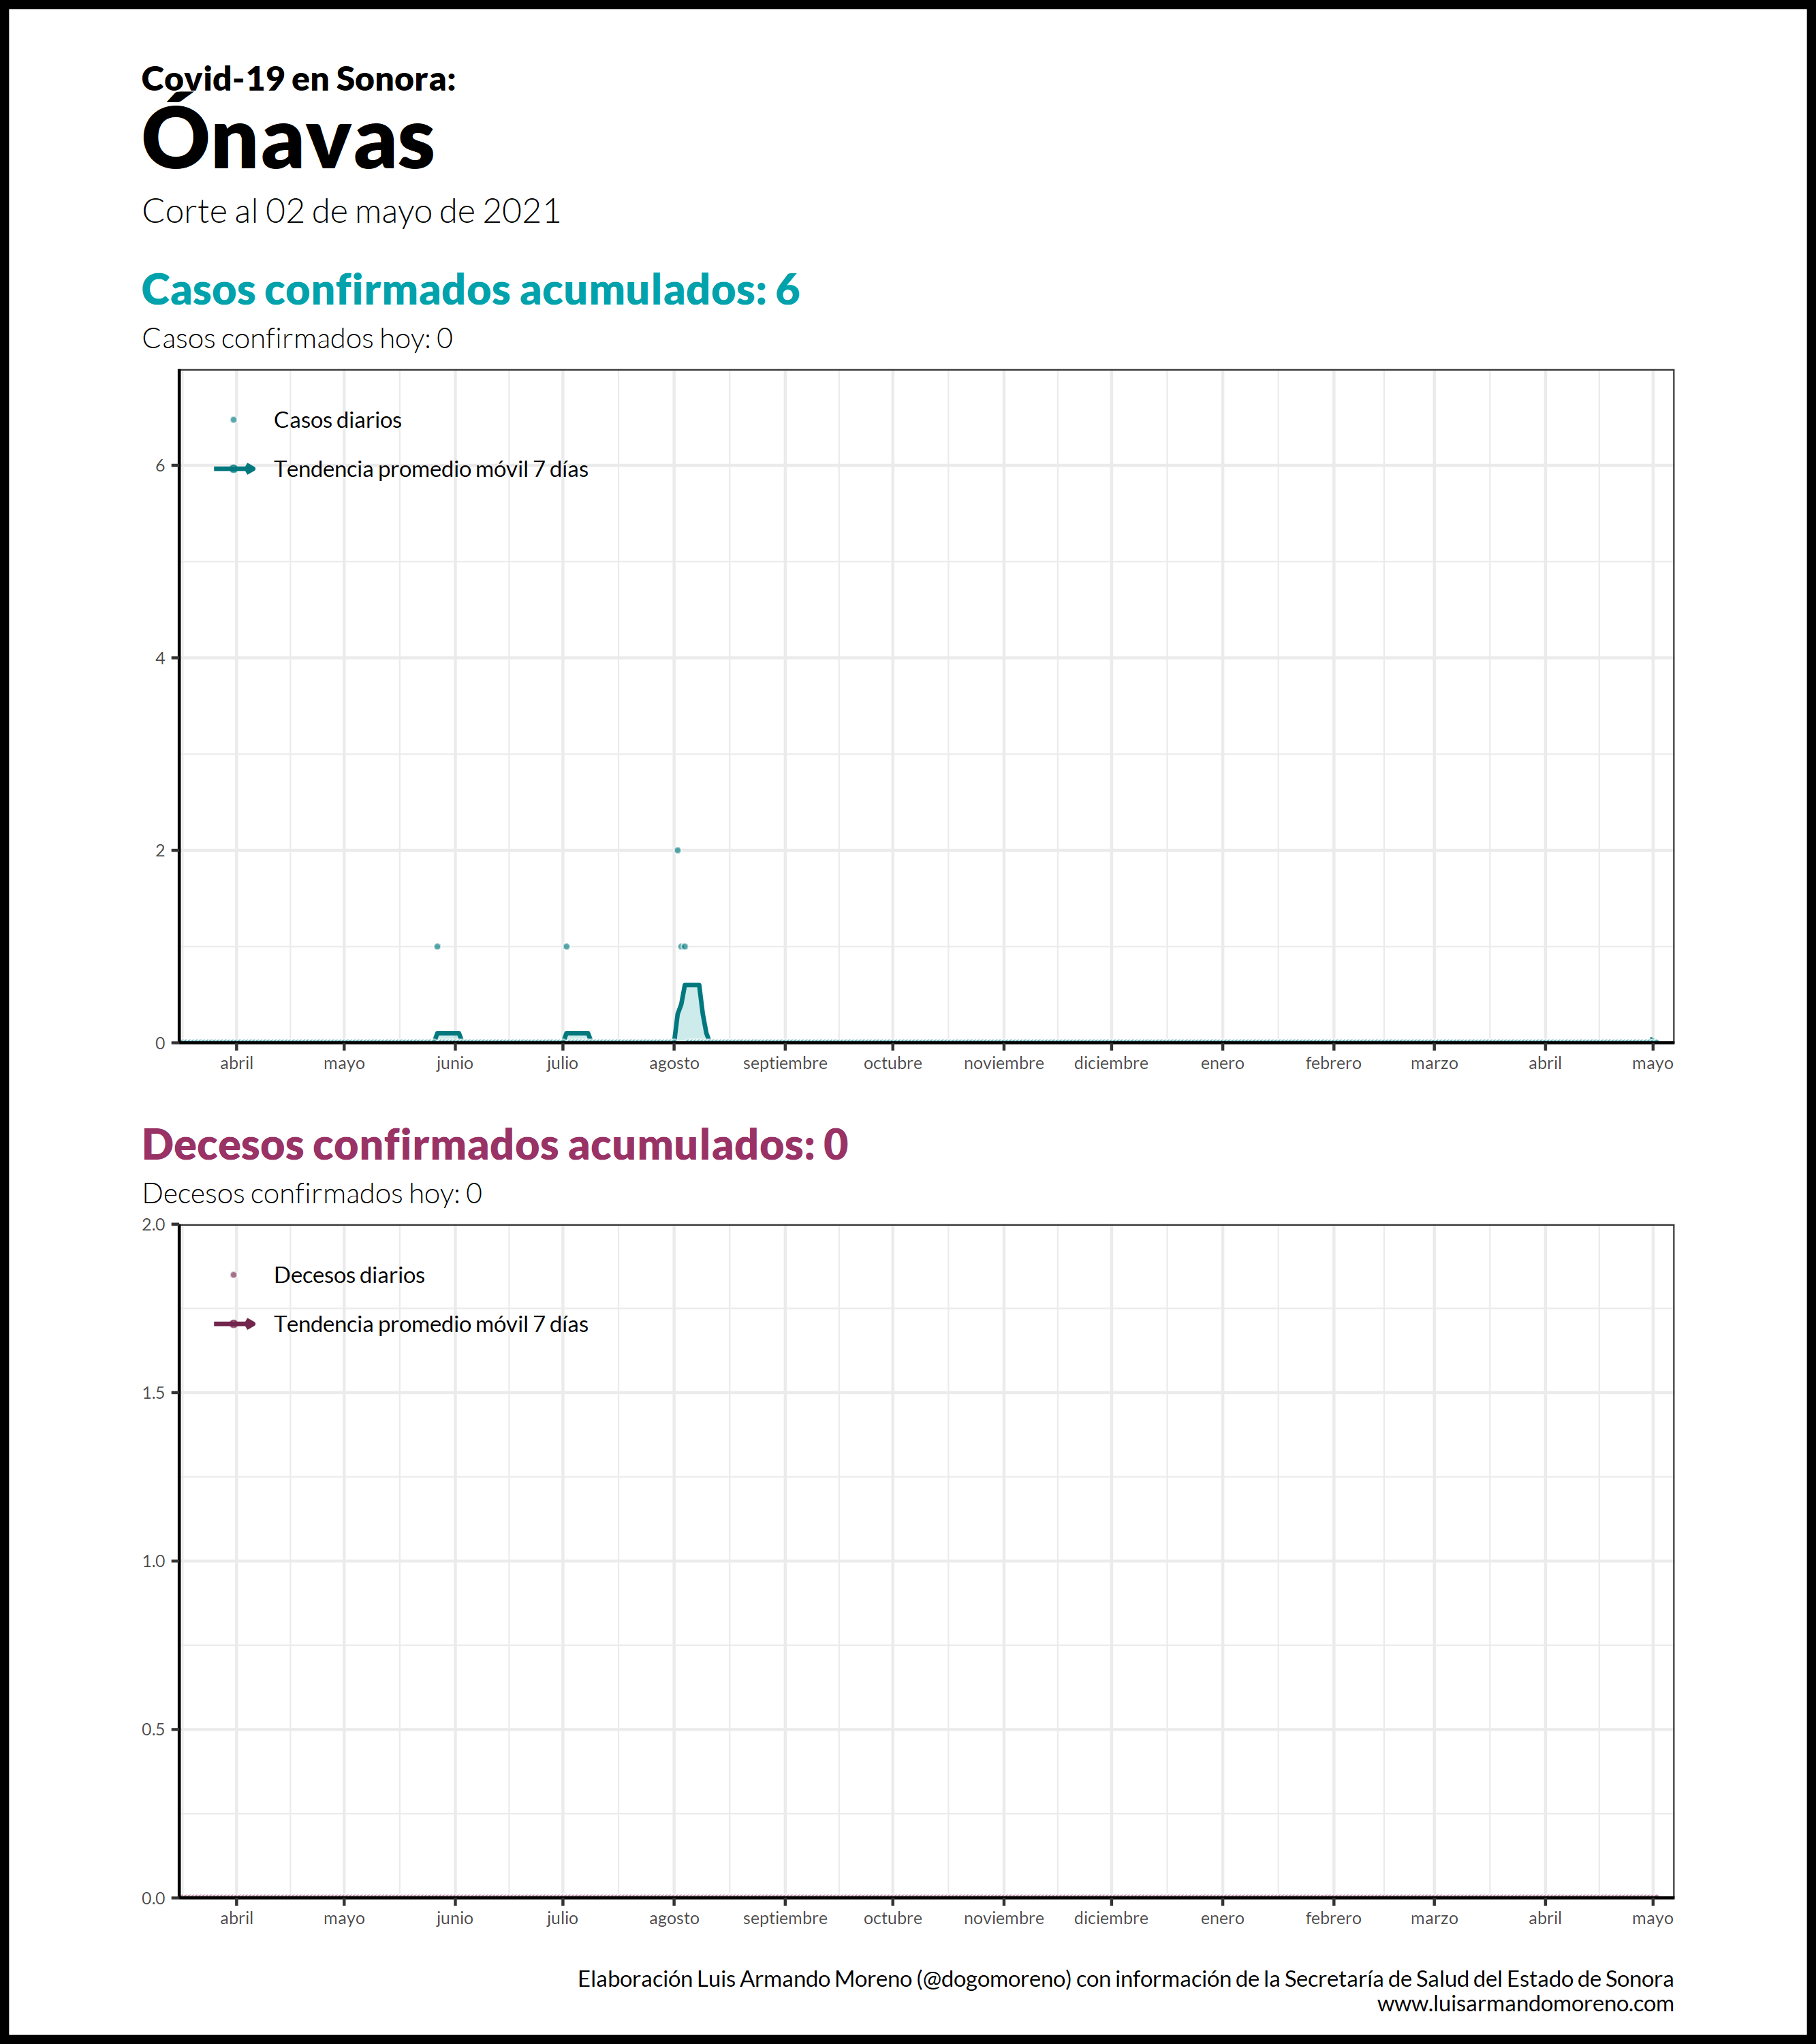 Covid-19 en Sonora:
Ónavas
Corte al 02 de mayo de 2021
Casos confirmados acumulados: 6
Casos confirmados hoy: 0
Casos diarios
Tendencia promedio móvil 7 días
6
4
2
0
abril mayo junio julio agosto septiembre octubre noviembre diciembre enero febrero marzo abril mayo
Decesos confirmados acumulados: 0
Decesos confirmados hoy: 0
2.0
Decesos diarios
Tendencia promedio móvil 7 días
1.5
1.0
0.5
0.0
abril mayo junio julio agosto septiembre octubre noviembre diciembre enero febrero marzo abril mayo
Elaboración Luis Armando Moreno (@dogomoreno) con información de la Secretaría de Salud del Estado de Sonora
www.luisarmandomoreno.com